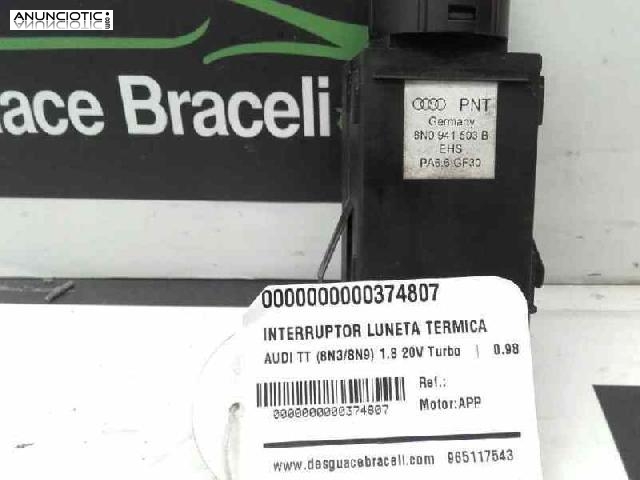 ANUNCIOTIC
ace Braceli
PNT
Germany
8N0 941 503 B
EHS
PA6.6 GF30
0000000000374807
INTERRUPTOR LUNETA TERMICA
AUDI TT (8N3/8N9) 1.8 20V Turbo | 0.98
Ref.:
0000000000374807
Motor:APP
www.desguacebraceli.com 965117543